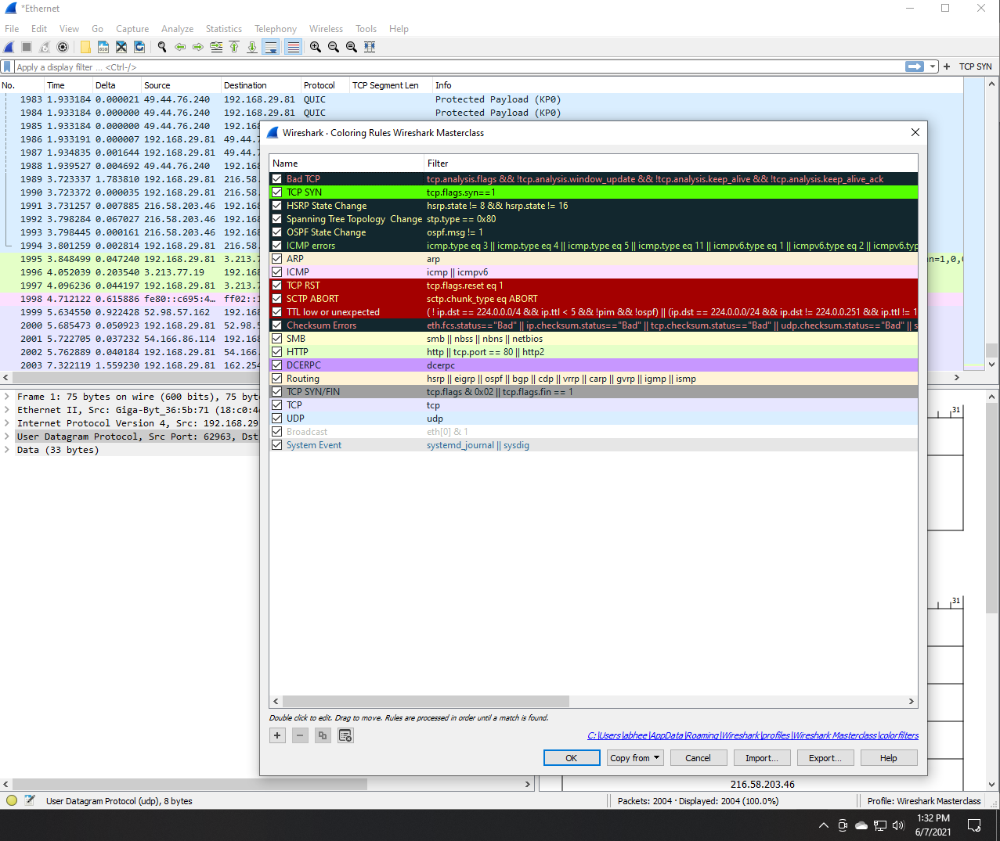 *Ethernet
File Edit View Go Capture Analyze Statistics Telephony Wireless Tools Help
Apply a display filter ... <Ctrl-/>
TCP SYN
No. Time Delta Source Destination Protocol TCP Segment Len Info
1983 1.933184 0.000021 49.44.76.240 192.168.29.81 QUIC Protected Payload (KP0)
1984 1.933184 0.000000 49.44.76.240 192.168.29.81 QUIC Protected Payload (KP0)
1985 1.933184 0.000000 49.44.76.240 192.168
1986 1.933191 0.000007 192.168.29.81 49.44.7
1987 1.934835 0.001644 192.168.29.81 49.44.7
1988 1.939527 0.004692 49.44.76.240 192.168
1989 3.723337 1.783810 192.168.29.81 216.58.
1990 3.723372 0.000035 192.168.29.81 216.58.
1991 3.731257 0.007885 216.58.203.46 192.168
1992 3.798284 0.067027 216.58.203.46 192.168
1993 3.798445 0.000161 192.168.29.81 216.58.
1994 3.801259 0.002814 192.168.29.81 216.58.
1995 3.848499 0.047240 192.168.29.81 3.213.7 n=1,0,
1996 4.052039 0.203540 3.213.77.19 192.168
1997 4.096236 0.044197 192.168.29.81 3.213.7
1998 4.712122 0.615886 fe80::c695:4… ff02::1
1999 5.634550 0.922428 52.98.57.162 192.168
2000 5.685473 0.050923 192.168.29.81 52.98.5
2001 5.722705 0.037232 54.166.86.114 192.168
2002 5.762889 0.040184 192.168.29.81 54.166.
2003 7.322119 1.559230 192.168.29.81 162.254
Frame 1: 75 bytes on wire (600 bits), 75 byt
Ethernet II, Src: Giga-Byt_36:5b:71 (18:c0:4
Internet Protocol Version 4, Src: 192.168.29
User Datagram Protocol, Src Port: 62963, Dst
Data (33 bytes)
31
31
216.58.203.46
Wireshark · Coloring Rules Wireshark Masterclass
Name Filter
Bad TCP tcp.analysis.flags && !tcp.analysis.window_update && !tcp.analysis.keep_alive && !tcp.analysis.keep_alive_ack
TCP SYN tcp.flags.syn==1
HSRP State Change hsrp.state != 8 && hsrp.state != 16
Spanning Tree Topology Change stp.type == 0x80
OSPF State Change ospf.msg != 1
ICMP errors icmp.type eq 3 || icmp.type eq 4 || icmp.type eq 5 || icmp.type eq 11 || icmpv6.type eq 1 || icmpv6.type eq 2 || icmpv6.typ
ARP arp
ICMP icmp || icmpv6
TCP RST tcp.flags.reset eq 1
SCTP ABORT sctp.chunk_type eq ABORT
TTL low or unexpected ( ! ip.dst == 224.0.0.0/4 && ip.ttl < 5 && !pim && !ospf) || (ip.dst == 224.0.0.0/24 && ip.dst != 224.0.0.251 && ip.ttl != 1
Checksum Errors eth.fcs.status=="Bad" || ip.checksum.status=="Bad" || tcp.checksum.status=="Bad" || udp.checksum.status=="Bad" || s
SMB smb || nbss || nbns || netbios
HTTP http || tcp.port == 80 || http2
DCERPC dcerpc
Routing hsrp || eigrp || ospf || bgp || cdp || vrrp || carp || gvrp || igmp || ismp
TCP SYN/FIN tcp.flags & 0x02 || tcp.flags.fin == 1
TCP tcp
UDP udp
Broadcast eth[0] & 1
System Event systemd_journal || sysdig
Double click to edit. Drag to move. Rules are processed in order until a match is found.
C:\Users\abhee\AppData\Roaming\Wireshark\profiles\Wireshark Masterclass\colorfilters
OK Copy from Cancel Import... Export... Help
User Datagram Protocol (udp), 8 bytes Packets: 2004 · Displayed: 2004 (100.0%) Profile: Wireshark Masterclass
1:32 PM
6/7/2021